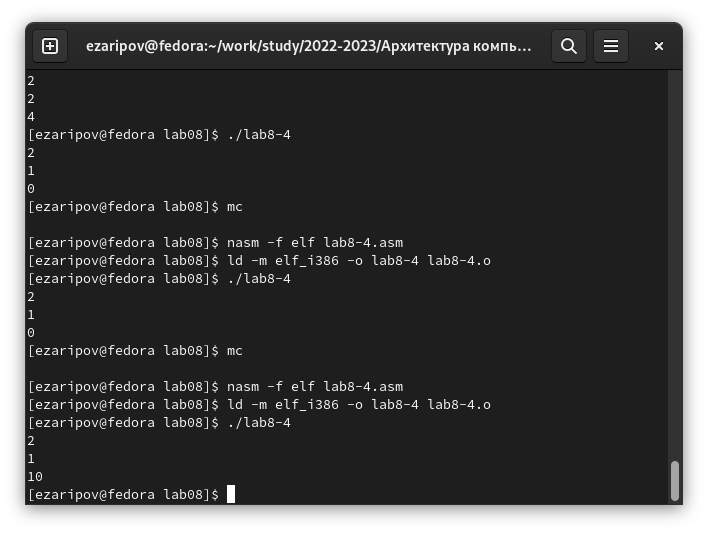 ezaripov@fedora:~/work/study/2022-2023/Архитектура компь...
2
2
4
[ezaripov@fedora lab08]$ ./lab8-4
2
1
0
[ezaripov@fedora lab08]$ mc
[ezaripov@fedora lab08]$ nasm -f elf lab8-4.asm
[ezaripov@fedora lab08]$ ld -m elf_i386 -o lab8-4 lab8-4.o
[ezaripov@fedora lab08]$ ./lab8-4
2
1
0
[ezaripov@fedora lab08]$ mc
[ezaripov@fedora lab08]$ nasm -f elf lab8-4.asm
[ezaripov@fedora lab08]$ ld -m elf_i386 -o lab8-4 lab8-4.o
[ezaripov@fedora lab08]$ ./lab8-4
2
1
10
[ezaripov@fedora lab08]$